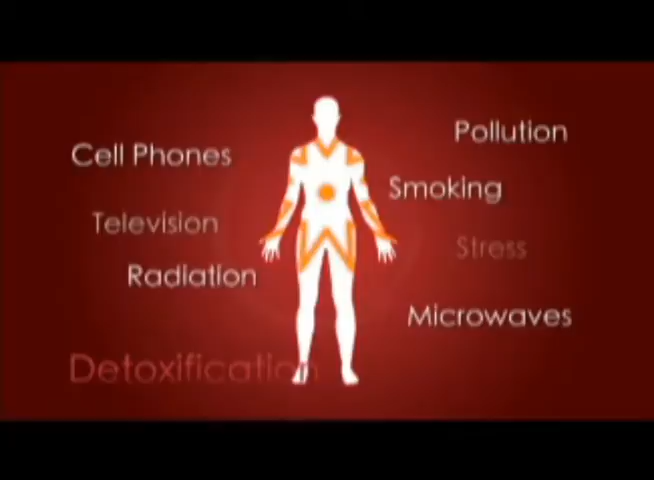 Pollution
Cell Phones
Smoking
Television
Stress
Radiation
Microwaves
Detoxification